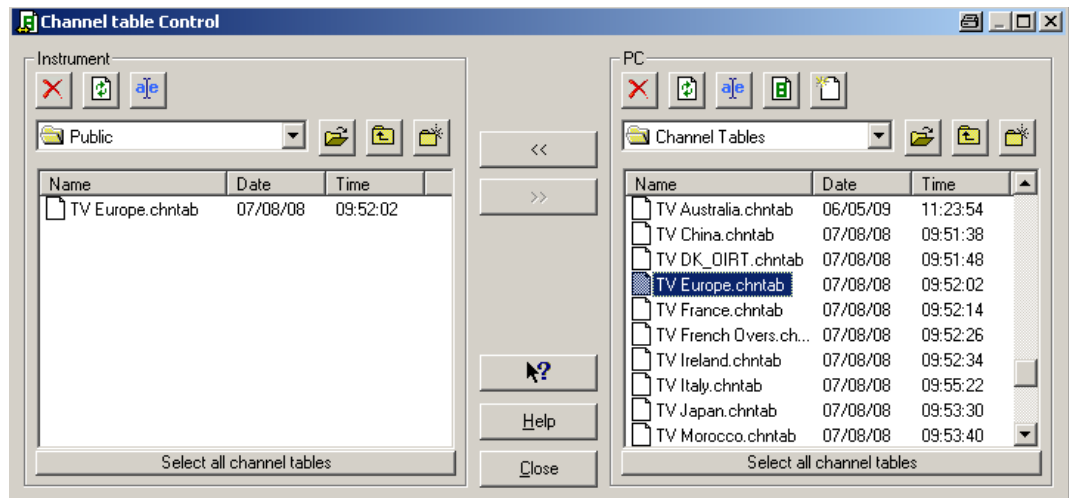 Channel table Control
Instrument
ae
Public
Name Date Time
TV Europe.chntab 07/08/08 09:52:02
Select all channel tables
<<
>>
?
Help
Close
PC
ae
Channel Tables
Name Date Time
TV Australia.chntab 06/05/09 11:23:54
TV China.chntab 07/08/08 09:51:38
TV DK_OIRT.chntab 07/08/08 09:51:48
TV Europe.chntab 07/08/08 09:52:02
TV France.chntab 07/08/08 09:52:14
TV French Overs.ch... 07/08/08 09:52:26
TV Ireland.chntab 07/08/08 09:52:34
TV Italy.chntab 07/08/08 09:55:22
TV Japan.chntab 07/08/08 09:53:30
TV Morocco.chntab 07/08/08 09:53:40
Select all channel tables